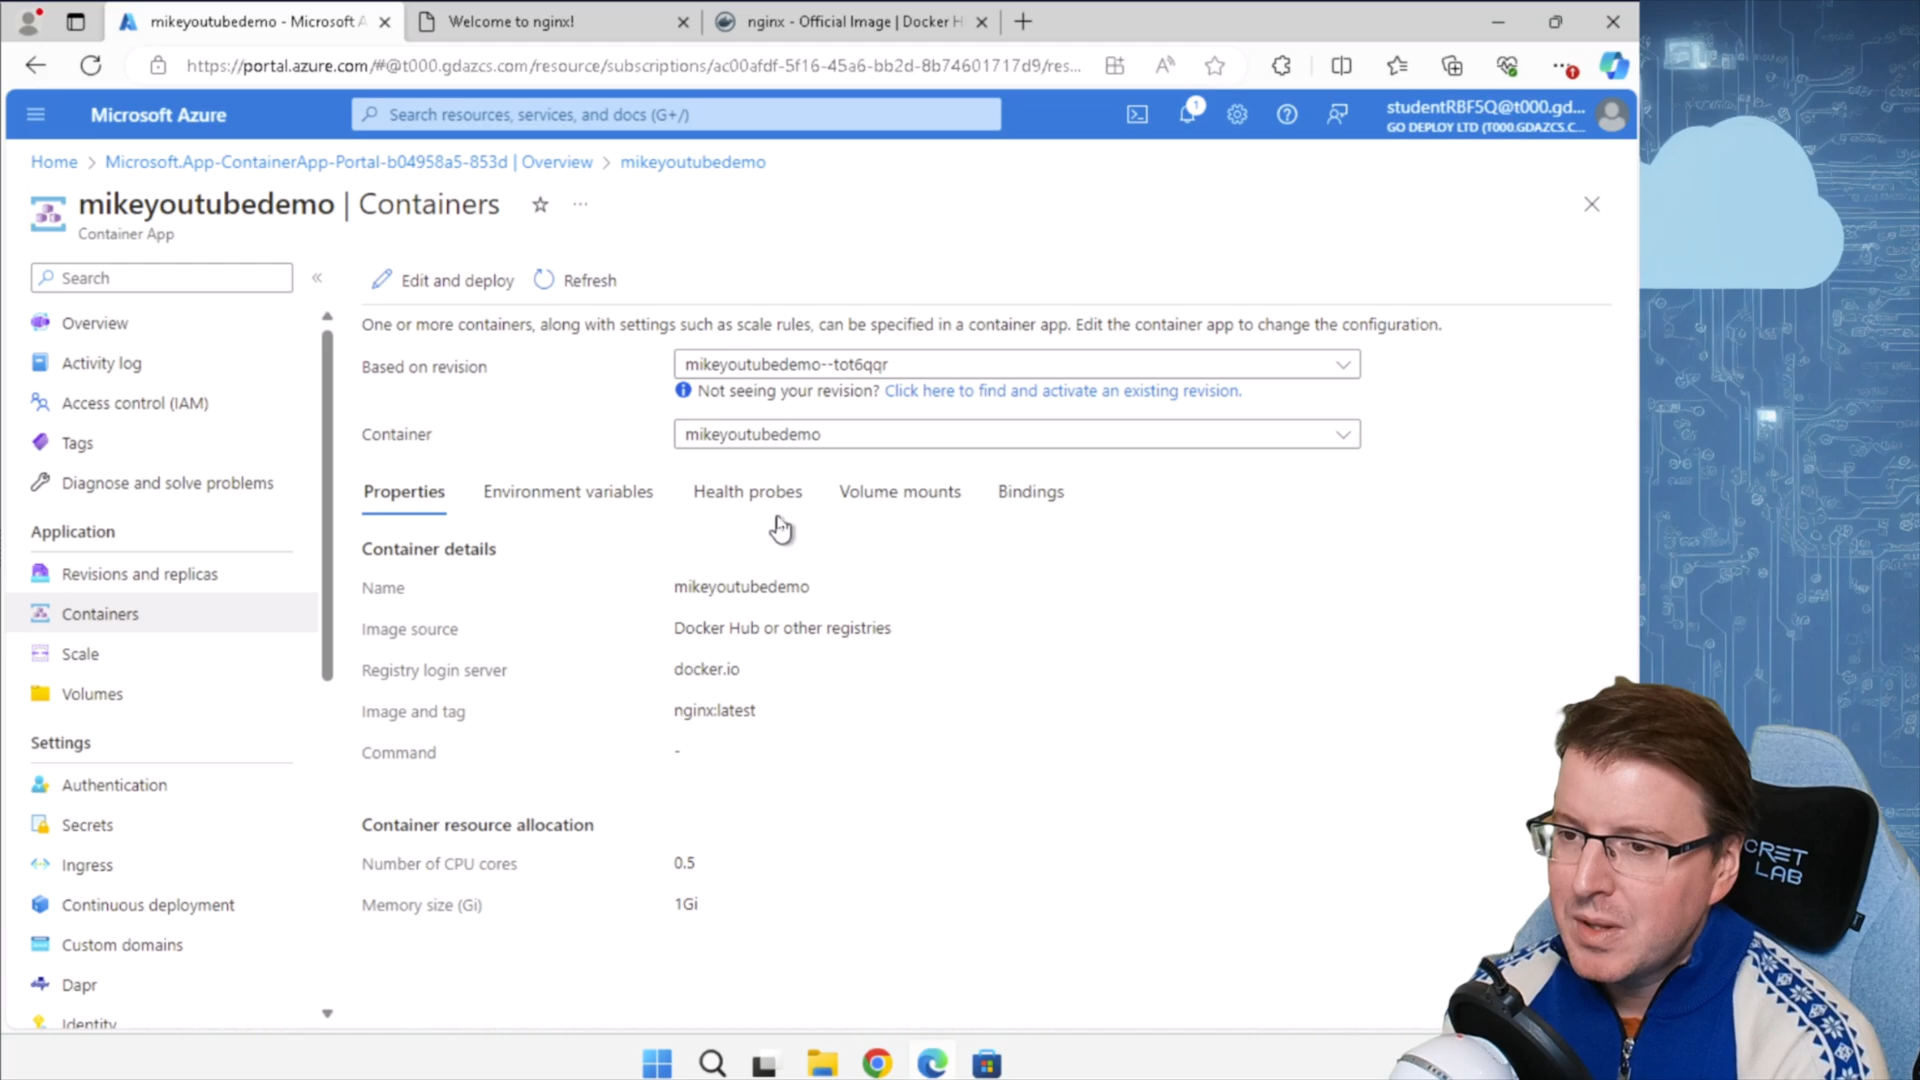 mikeyoutubedemo - Microsoft A
Welcome to nginx!
nginx - Official Image | Docker H
https://portal.azure.com/#@t000.gdazcs.com/resource/subscriptions/ac00afdf-5f16-45a6-bb2d-8b74601717d9/res...
Microsoft Azure
Search resources, services, and docs (G+/)
1
studentRBF5Q@t000.gd...
GO DEPLOY LTD (T000.GDAZCS.C...
Home > Microsoft.App-ContainerApp-Portal-b04958a5-853d | Overview > mikeyoutubedemo
mikeyoutubedemo | Containers
Container App
Search
Overview
Activity log
Access control (IAM)
Tags
Diagnose and solve problems
Application
Revisions and replicas
Containers
Scale
Volumes
Settings
Authentication
Secrets
Ingress
Continuous deployment
Custom domains
Dapr
Identity
Edit and deploy
Refresh
One or more containers, along with settings such as scale rules, can be specified in a container app. Edit the container app to change the configuration.
Based on revision
mikeyoutubedemo--tot6qqr
Not seeing your revision? Click here to find and activate an existing revision.
Container
mikeyoutubedemo
Properties
Environment variables
Health probes
Volume mounts
Bindings
Container details
Name
mikeyoutubedemo
Image source
Docker Hub or other registries
Registry login server
docker.io
Image and tag
nginx:latest
Command
-
Container resource allocation
Number of CPU cores
0.5
Memory size (Gi)
1Gi
CRET
LAB